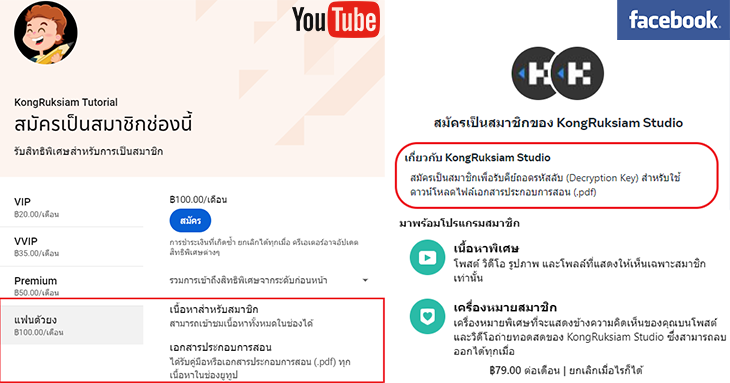 YouTube
KongRuksiam Tutorial
สมัครเป็นสมาชิกช่องนี้
รับสิทธิพิเศษสำหรับการเป็นสมาชิก
VIP
฿20.00/เดือน
VVIP
฿35.00/เดือน
Premium
฿50.00/เดือน
แฟนตัวยง
฿100.00/เดือน
฿100.00/เดือน
สมัคร
การชำระเงินที่เกิดซ้ำ ยกเลิกได้ทุกเมื่อ ครีเอเตอร์อาจอัปเดต
สิทธิพิเศษต่างๆ
รวมการเข้าถึงสิทธิพิเศษจากระดับก่อนหน้า
เนื้อหาสำหรับสมาชิก
สามารถเข้าชมเนื้อหาทั้งหมดในช่องได้
เอกสารประกอบการสอน
ได้รับคู่มือหรือเอกสารประกอบการสอน (.pdf) ทุก
เนื้อหาในช่องยูทูป
facebook
สมัครเป็นสมาชิกของ KongRuksiam Studio
เกี่ยวกับ KongRuksiam Studio
สมัครเป็นสมาชิกเพื่อรับคีย์ถอดรหัสลับ (Decryption Key) สำหรับใช้
ดาวน์โหลดไฟล์เอกสารประกอบการสอน (.pdf)
มาพร้อมโปรแกรมสมาชิก
เนื้อหาพิเศษ
โพสต์ วิดีโอ รูปภาพ และโพลล์ที่แสดงให้เห็นเฉพาะสมาชิก
เท่านั้น
เครื่องหมายสมาชิก
เครื่องหมายพิเศษที่จะแสดงข้างความคิดเห็นของคุณบนโพสต์
และวิดีโอถ่ายทอดสดของ KongRuksiam Studio ซึ่งสามารถลบ
ออกได้ทุกเมื่อ
฿79.00 ต่อเดือน | ยกเลิกเมื่อไรก็ได้